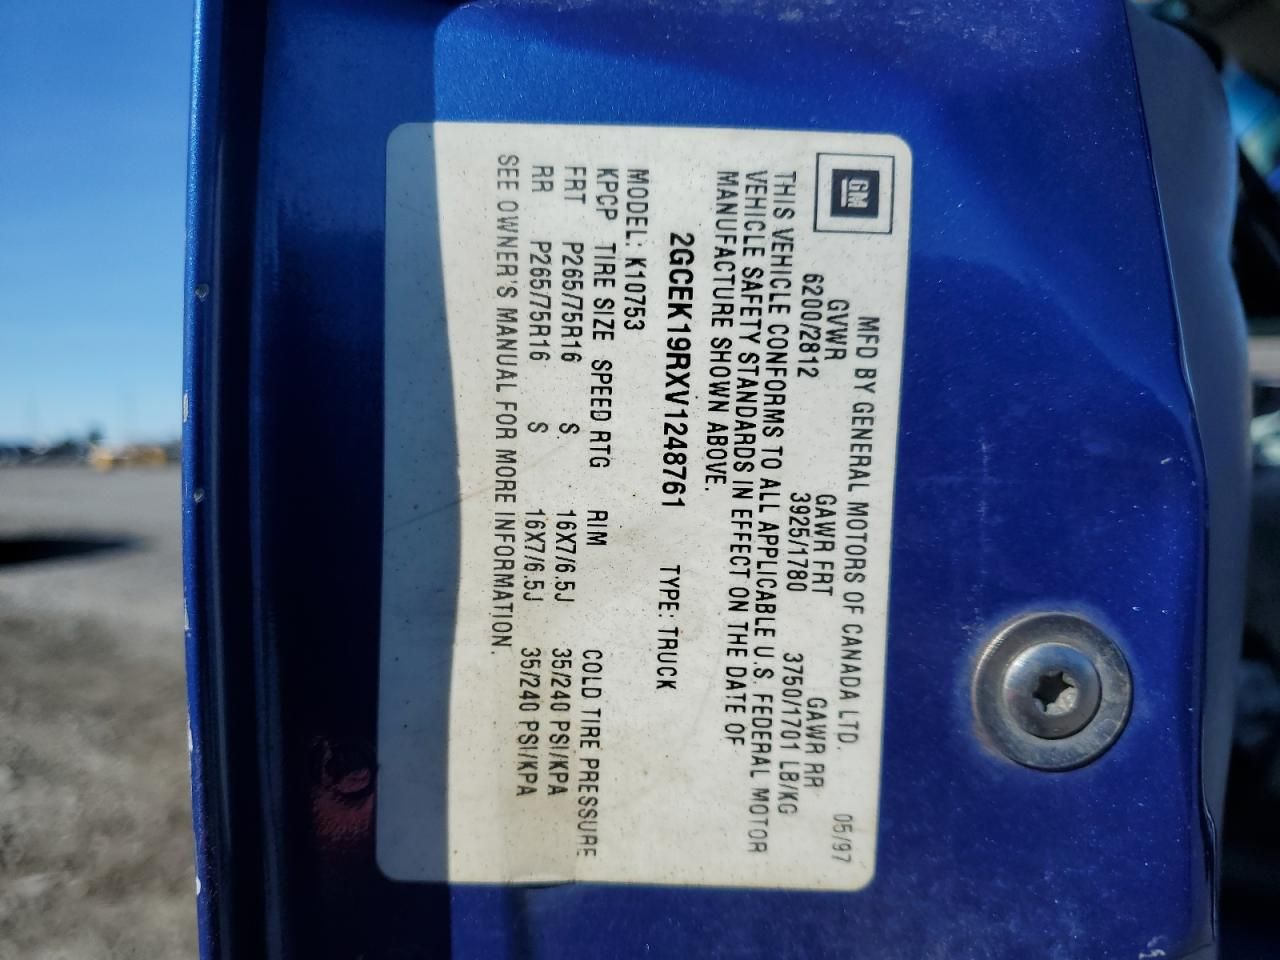 GM
MFD BY GENERAL MOTORS OF CANADA LTD. 05/97
GVWR GAWR FRT GAWR RR
6200/2812 3925/1780 3750/1701 LB/KG
THIS VEHICLE CONFORMS TO ALL APPLICABLE U.S. FEDERAL MOTOR
VEHICLE SAFETY STANDARDS IN EFFECT ON THE DATE OF
MANUFACTURE SHOWN ABOVE.
2GCEK19RXV1248761 TYPE: TRUCK
MODEL: K10753
KPCP TIRE SIZE SPEED RTG RIM COLD TIRE PRESSURE
FRT P265/75R16 S 16X7/6.5J 35/240 PSI/KPA
RR P265/75R16 S 16X7/6.5J 35/240 PSI/KPA
SEE OWNER'S MANUAL FOR MORE INFORMATION.